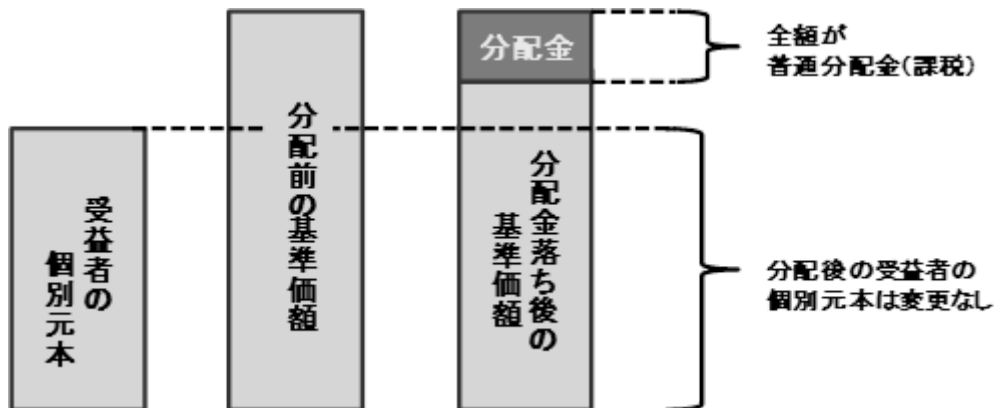 受益者の
個別元本
分配前の基準価額
分配金
分配金落ち後の
基準価額
全額が
普通分配金(課税)
分配後の受益者の
個別元本は変更なし